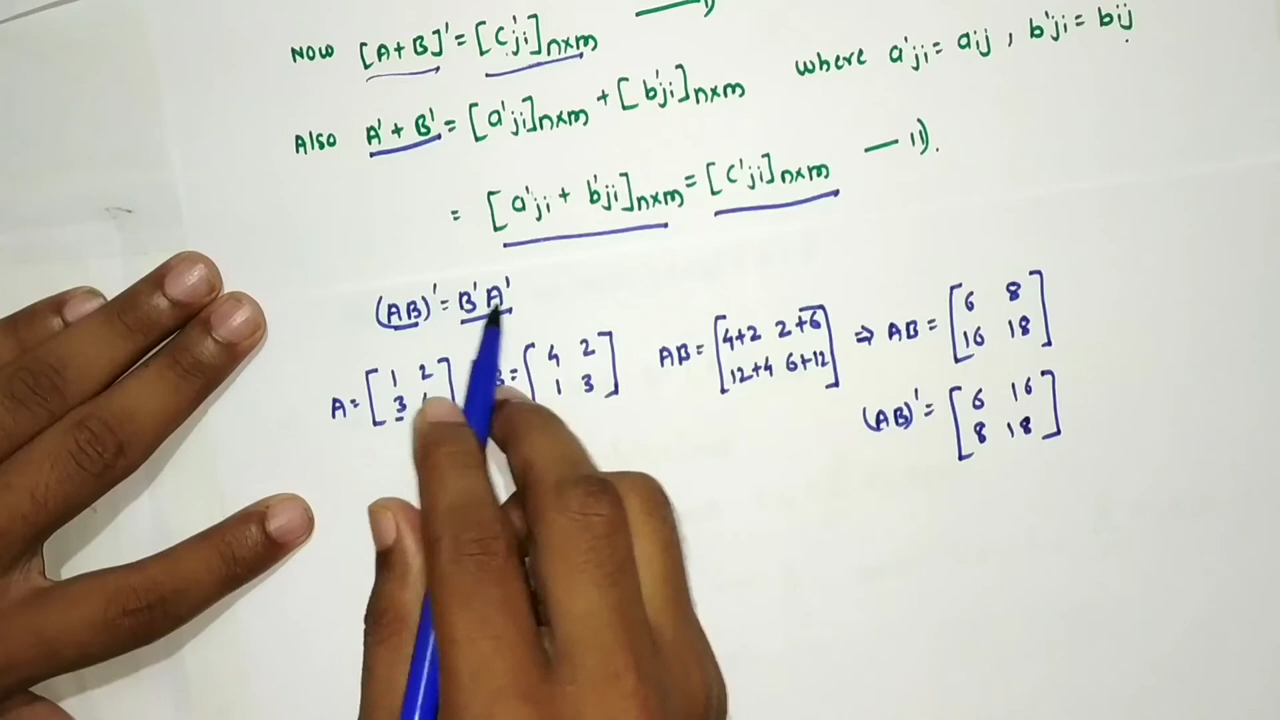 — 1)
Now [A+B]' = [c'ji]n×m
where a'ji = aij , b'ji = bij
Also A' + B' = [a'ji]n×m + [b'ji]n×m
= [a'ji + b'ji]n×m = [c'ji]n×m — 11).
(AB)' = B'A'
A = [1 2 3 B = [4 2 1 3] AB = [4+2 2+6 12+4 6+12] ⇒ AB = [6 8 16 18]
(AB)' = [6 16 8 18]